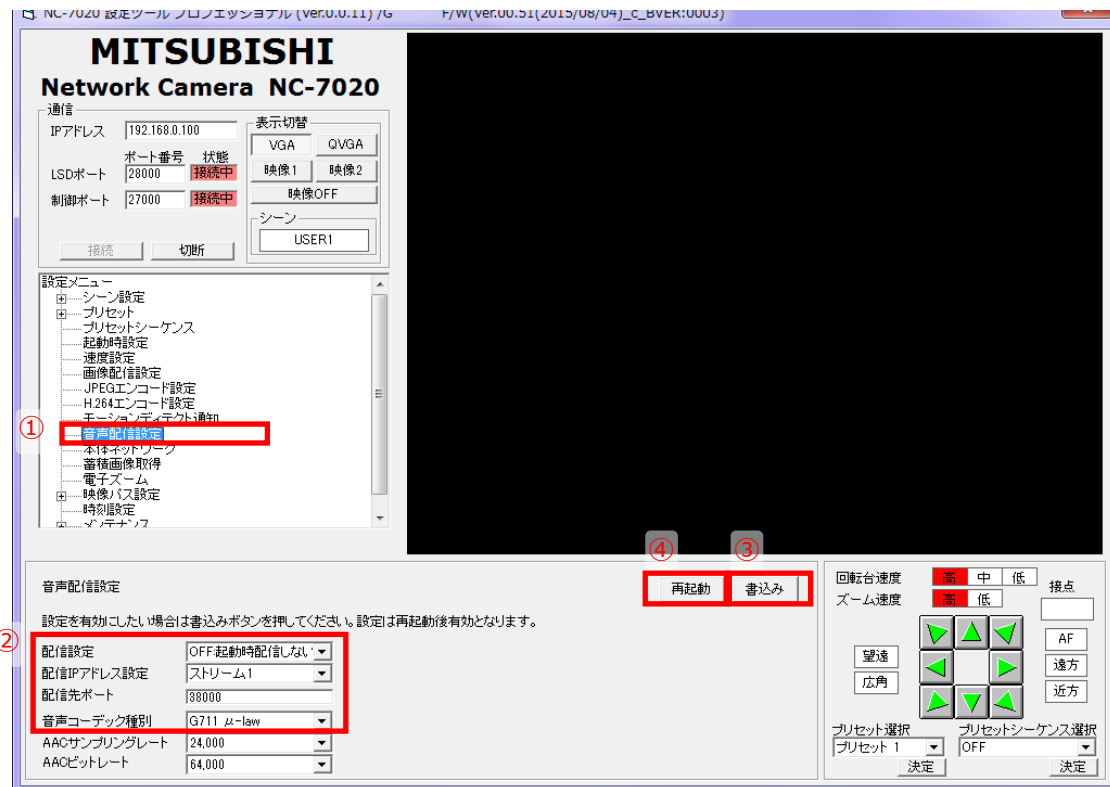 NC-7020 設定ツール プロフェッショナル (Ver.0.0.11) /G F/W(Ver.00.51(2015/08/04)_c_BVER:0003)
MITSUBISHI
Network Camera NC-7020
通信
IPアドレス 192.168.0.100
ポート番号 状態
LSDポート 28000 接続中
制御ポート 27000 接続中
接続 切断
表示切替
VGA QVGA
映像1 映像2
映像OFF
シーン
USER1
設定メニュー
シーン設定
プリセット
プリセットシーケンス
起動時設定
速度設定
画像配信設定
JPEGエンコード設定
H.264エンコード設定
モーションディテクト通知
①
音声配信設定
本体ネットワーク
蓄積画像取得
電子ズーム
映像パス設定
時刻設定
メンテナンス
④ ③
音声配信設定 再起動 書込み
設定を有効にしたい場合は書込みボタンを押してください。設定は再起動後有効となります。
②
配信設定 OFF:起動時配信しない
配信IPアドレス設定 ストリーム1
配信先ポート 38000
音声コーデック種別 G711 μ-law
AACサンプリングレート 24,000
AACビットレート 64,000
回転台速度 高 中 低
ズーム速度 高 低
接点
望遠
広角
AF
遠方
近方
プリセット選択 プリセットシーケンス選択
プリセット 1 OFF
決定 決定